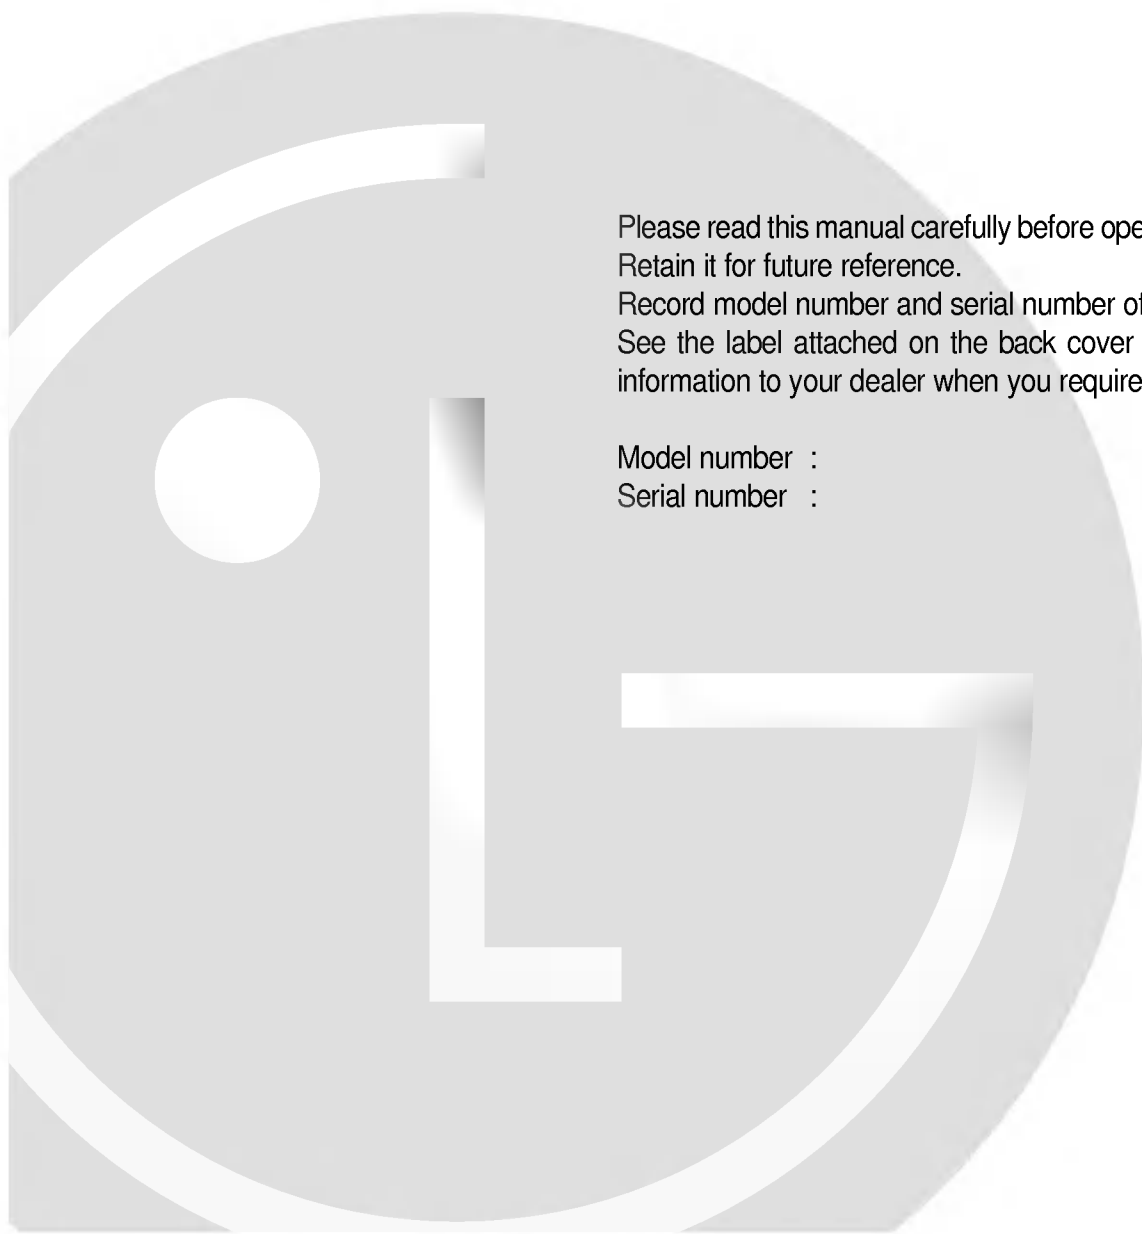 Please read this manual carefully before ope
Retain it for future reference.
Record model number and serial number of
See the label attached on the back cover
information to your dealer when you require
Model number :
Serial number :